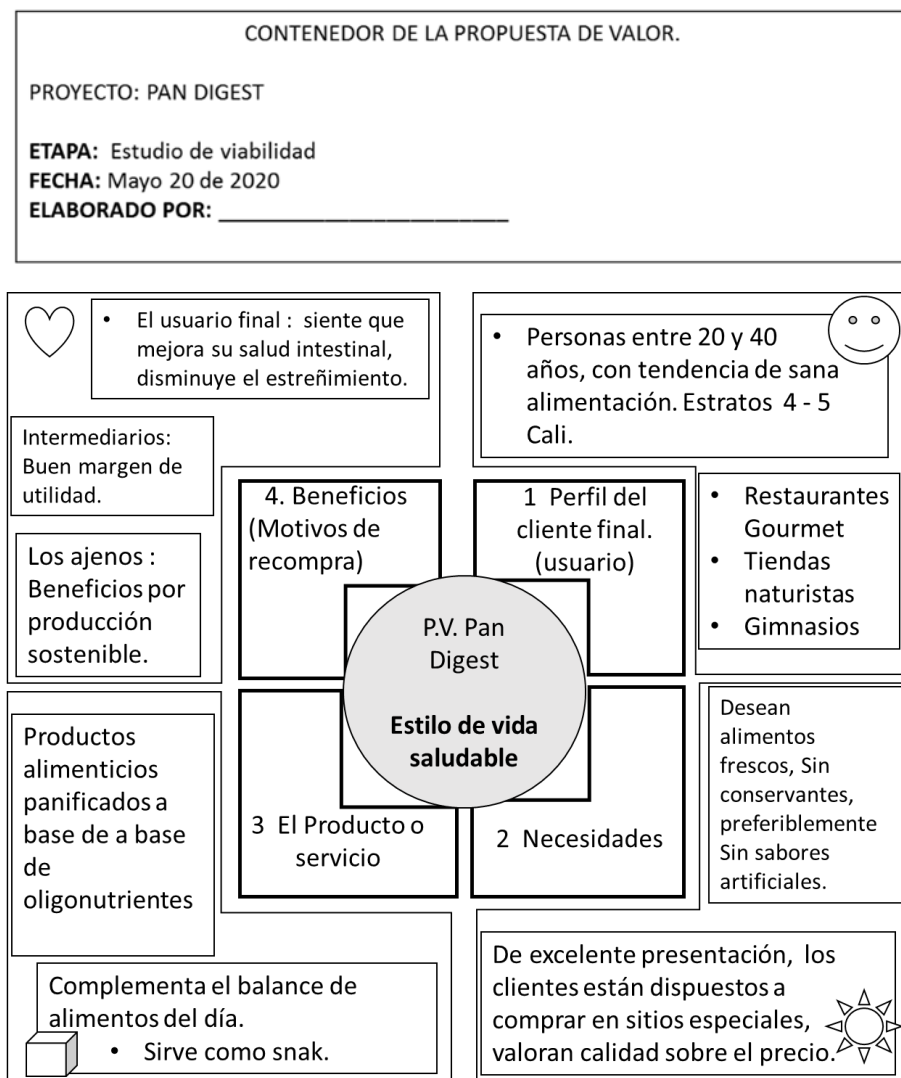 CONTENEDOR DE LA PROPUESTA DE VALOR.
PROYECTO: PAN DIGEST
ETAPA: Estudio de viabilidad
FECHA: Mayo 20 de 2020
ELABORADO POR: __________________________
• El usuario final : siente que
mejora su salud intestinal,
disminuye el estreñimiento.
Intermediarios:
Buen margen de
utilidad.
Los ajenos :
Beneficios por
producción
sostenible.
4. Beneficios
(Motivos de
recompra)
• Personas entre 20 y 40
años, con tendencia de sana
alimentación. Estratos 4 - 5
Cali.
1 Perfil del
cliente final.
(usuario)
• Restaurantes
Gourmet
• Tiendas
naturistas
• Gimnasios
P.V. Pan
Digest
Estilo de vida
saludable
Productos
alimenticios
panificados a
base de a base
de
oligonutrientes
3 El Producto o
servicio
Complementa el balance de
alimentos del día.
• Sirve como snak.
2 Necesidades
Desean
alimentos
frescos, Sin
conservantes,
preferiblemente
Sin sabores
artificiales.
De excelente presentación, los
clientes están dispuestos a
comprar en sitios especiales,
valoran calidad sobre el precio.